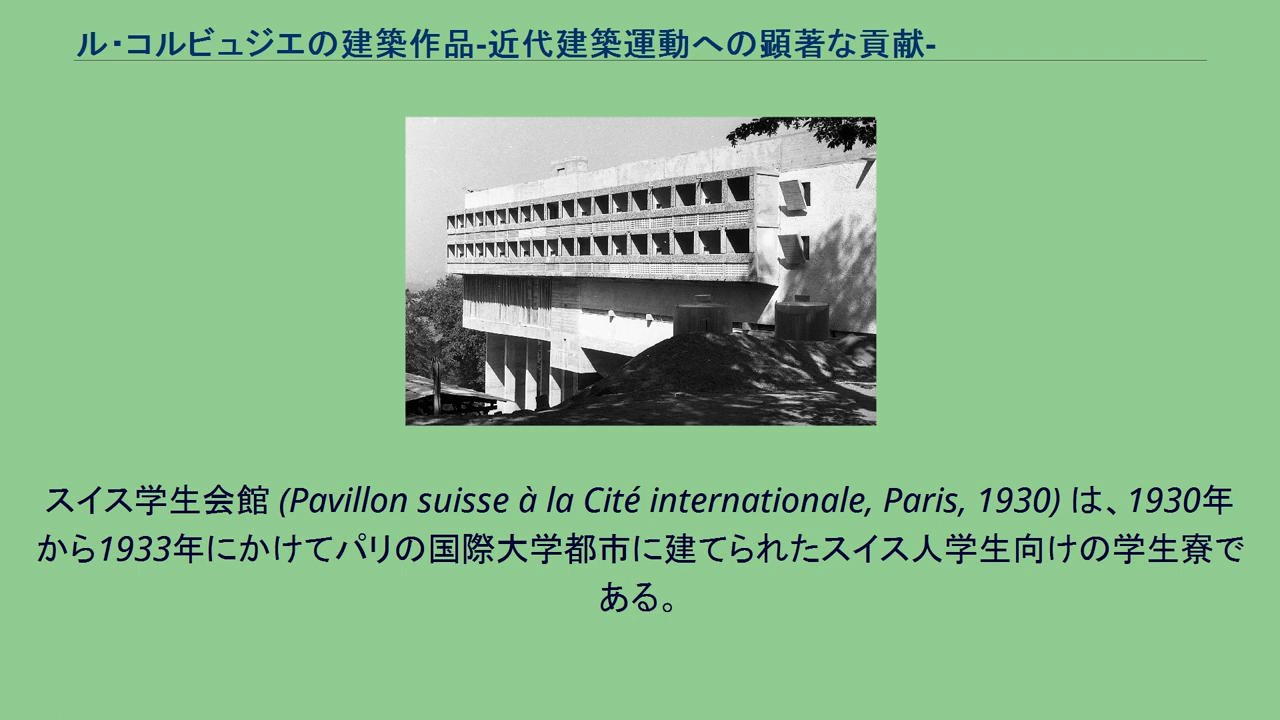 ル・コルビュジエの建築作品-近代建築運動への顕著な貢献-
スイス学生会館 (Pavillon suisse à la Cité internationale, Paris, 1930) は、1930年
から1933年にかけてパリの国際大学都市に建てられたスイス人学生向けの学生寮で
ある。